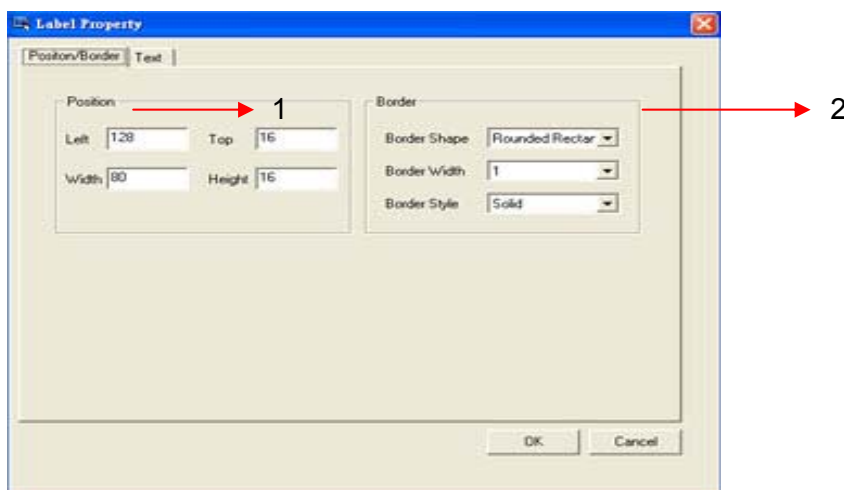 Label Property
Positon/Border Text
Position 1
Left 128 Top 16
Width 80 Height 16
Border 2
Border Shape Rounded Rectar
Border Width 1
Border Style Solid
OK Cancel